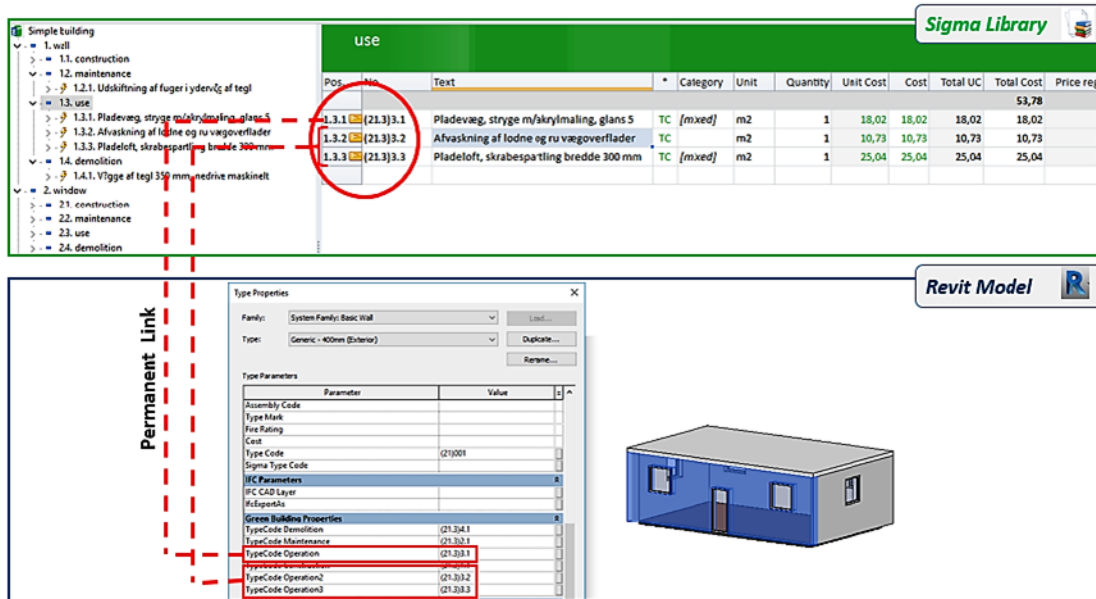 Sigma Library
Simple building
1. wall
1.1. construction
1.2. maintenance
1.2.1. Udskiftning af fuger i ydervæg af tegl
1.3. use
1.3.1. Pladevæg, stryge m/akrylmaling, glans 5
1.3.2. Afvaskning af lodne og ru vægoverflader
1.3.3. Pladeloft, skrabespartling bredde 300 mm
1.4. demolition
1.4.1. V?gge af tegl 350 mm, nedrive maskinelt
2. window
2.1. construction
2.2. maintenance
2.3. use
2.4. demolition
use
Pos. No. Text * Category Unit Quantity Unit Cost Cost Total UC Total Cost Price reg
53,78
1.3.1 (21.3)3.1 Pladevæg, stryge m/akrylmaling, glans 5 TC [mxed] m2 1 18,02 18,02 18,02 18,02
1.3.2 (21.3)3.2 Afvaskning af lodne og ru vægoverflader TC m2 1 10,73 10,73 10,73 10,73
1.3.3 (21.3)3.3 Pladeloft, skrabespartling bredde 300 mm TC [mixed] m2 1 25,04 25,04 25,04 25,04
Revit Model
Permanent Link
Type Properties
Family: System Family: Basic Wall Load...
Type: Generic - 400mm (Exterior) Duplicate...
Rename...
Type Parameters
Parameter Value =
Assembly Code
Type Mark
Fire Rating
Cost
Type Code (21)001
Sigma Type Code
IFC Parameters
IFC CAD Layer
IfcExportAs
Green Building Properties
TypeCode Demolition (21.3)4.1
TypeCode Maintenance (21.3)2.1
TypeCode Operation (21.3)3.1
TypeCode Operation2 (21.3)3.2
TypeCode Operation3 (21.3)3.3